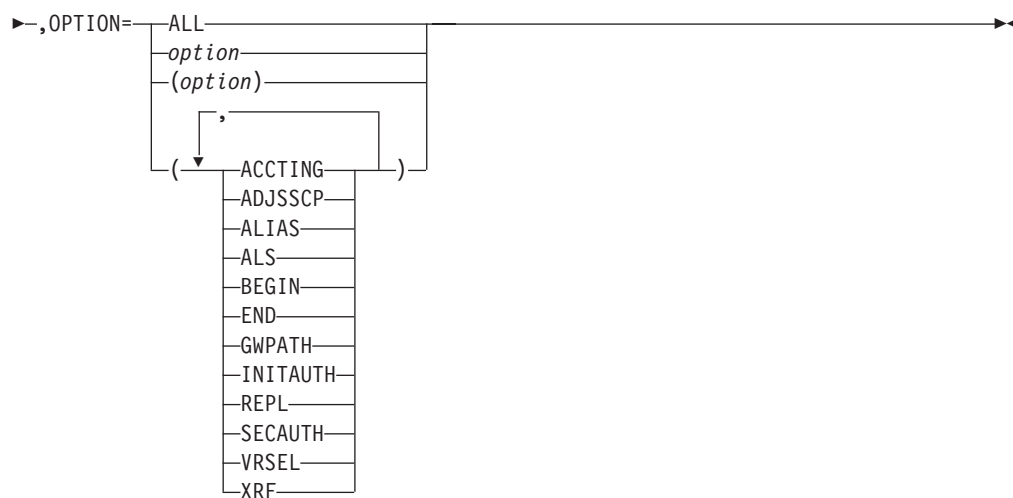 ,OPTION= ALL
option
(option)
,
( ACCTING )
ADJSSCP
ALIAS
ALS
BEGIN
END
GWPATH
INITAUTH
REPL
SECAUTH
VRSEL
XRF